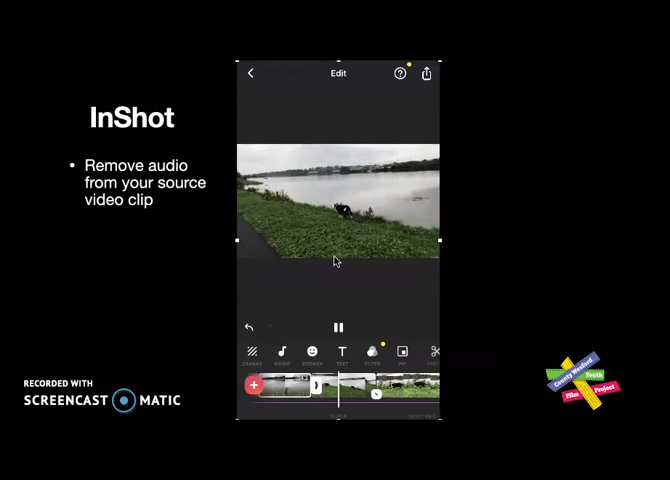 Edit
InShot
• Remove audio
from your source
video clip
CANVAS MUSIC STICKER TEXT FILTER PIP
RECORDED WITH
SCREENCAST MATIC
County Wexford
Youth
Film Project